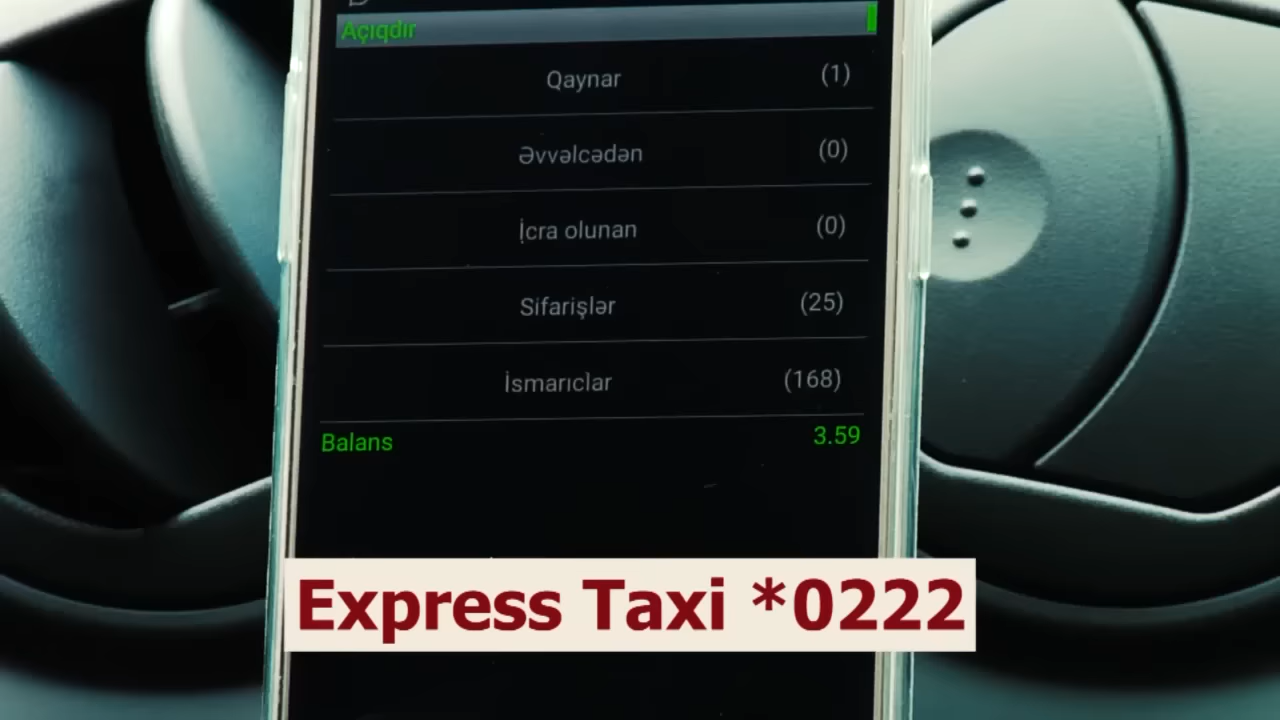 Açıqdır
Qaynar (1)
Əvvəlcədən (0)
İcra olunan (0)
Sifarişlər (25)
İsmarıclar (168)
Balans 3.59
Express Taxi *0222